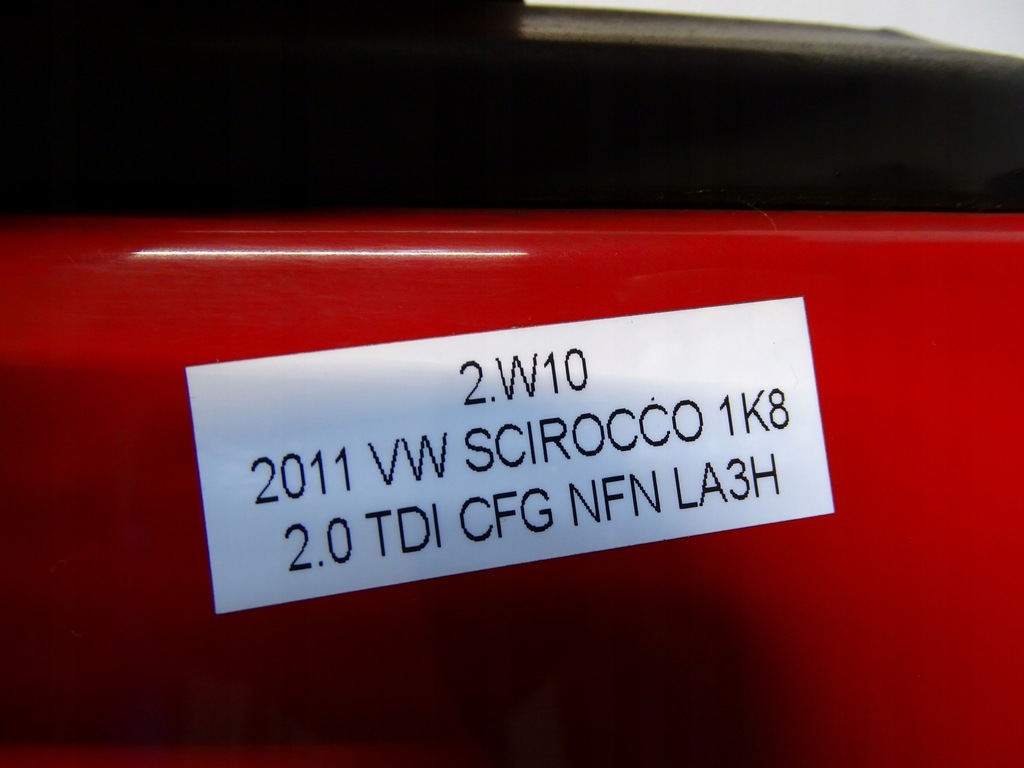 2.W10
2011 VW SCIROCCO 1K8
2.0 TDI CFG NFN LA3H